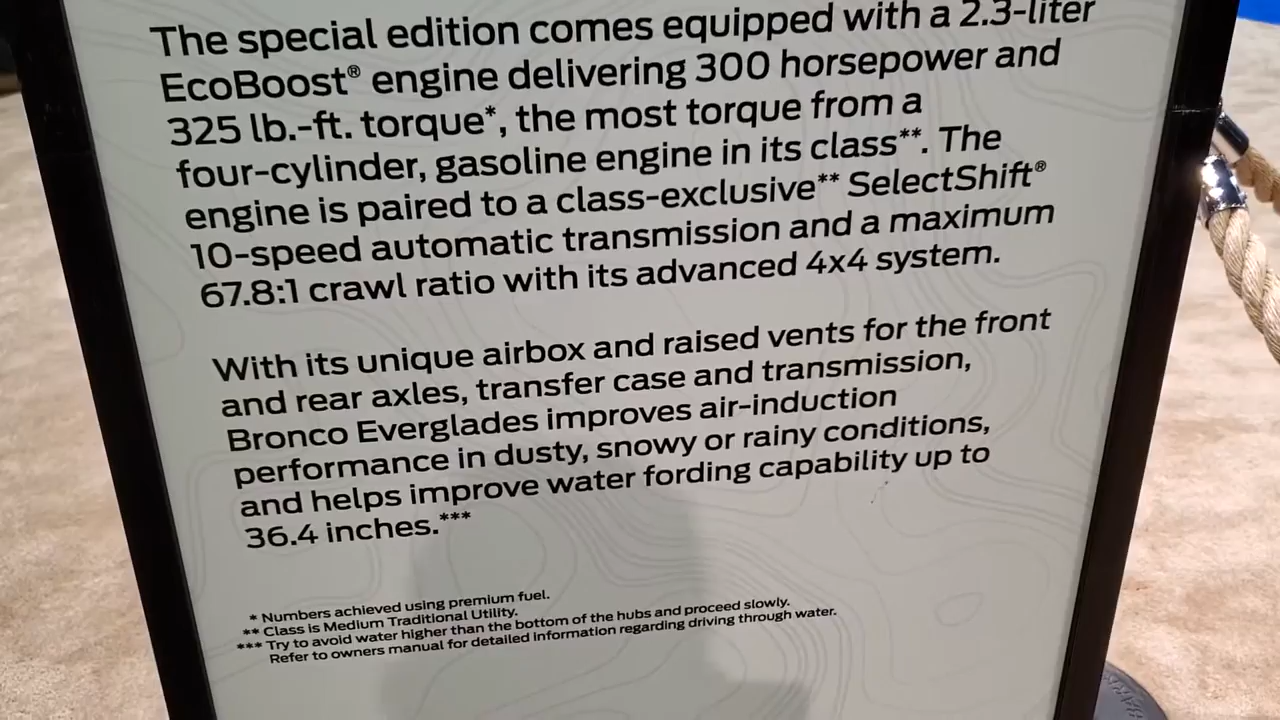 The special edition comes equipped with a 2.3-liter
EcoBoost® engine delivering 300 horsepower and
325 lb.-ft. torque*, the most torque from a
four-cylinder, gasoline engine in its class**. The
engine is paired to a class-exclusive** SelectShift®
10-speed automatic transmission and a maximum
67.8:1 crawl ratio with its advanced 4x4 system.
With its unique airbox and raised vents for the front
and rear axles, transfer case and transmission,
Bronco Everglades improves air-induction
performance in dusty, snowy or rainy conditions,
and helps improve water fording capability up to
36.4 inches.***
* Numbers achieved using premium fuel.
** Class is Medium Traditional Utility.
*** Try to avoid water higher than the bottom of the hubs and proceed slowly.
Refer to owners manual for detailed information regarding driving through water.